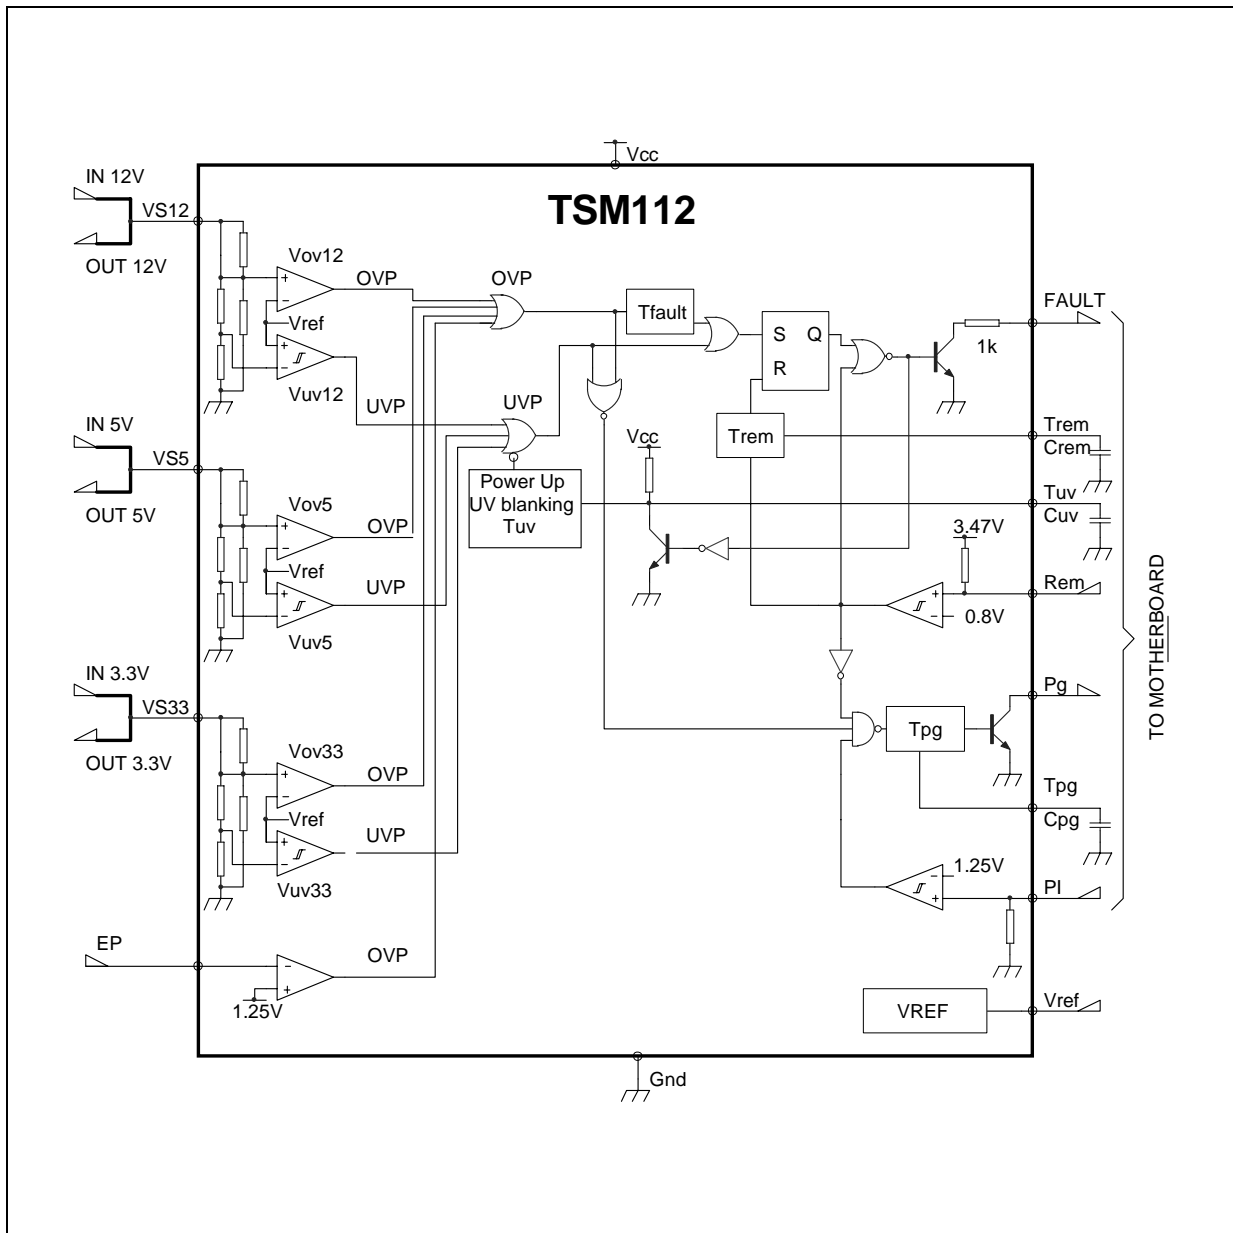 Vcc
TSM112
IN 12V
VS12
OUT 12V
Vov12
OVP
+
−
Vref
+
−
Vuv12
UVP
OVP
Tfault
S Q
R
1k
FAULT
UVP
Trem
Trem
Crem
Vcc
Power Up
UV blanking
Tuv
Tuv
Cuv
IN 5V
VS5
OUT 5V
Vov5
OVP
+
−
Vref
+
−
Vuv5
UVP
3.47V
+
−
0.8V
Rem
TO MOTHERBOARD
IN 3.3V
VS33
OUT 3.3V
Vov33
OVP
+
−
Vref
+
−
Vuv33
UVP
Tpg
Pg
Tpg
Cpg
−
+
1.25V
PI
EP
−
+
OVP
1.25V
VREF
Vref
Gnd